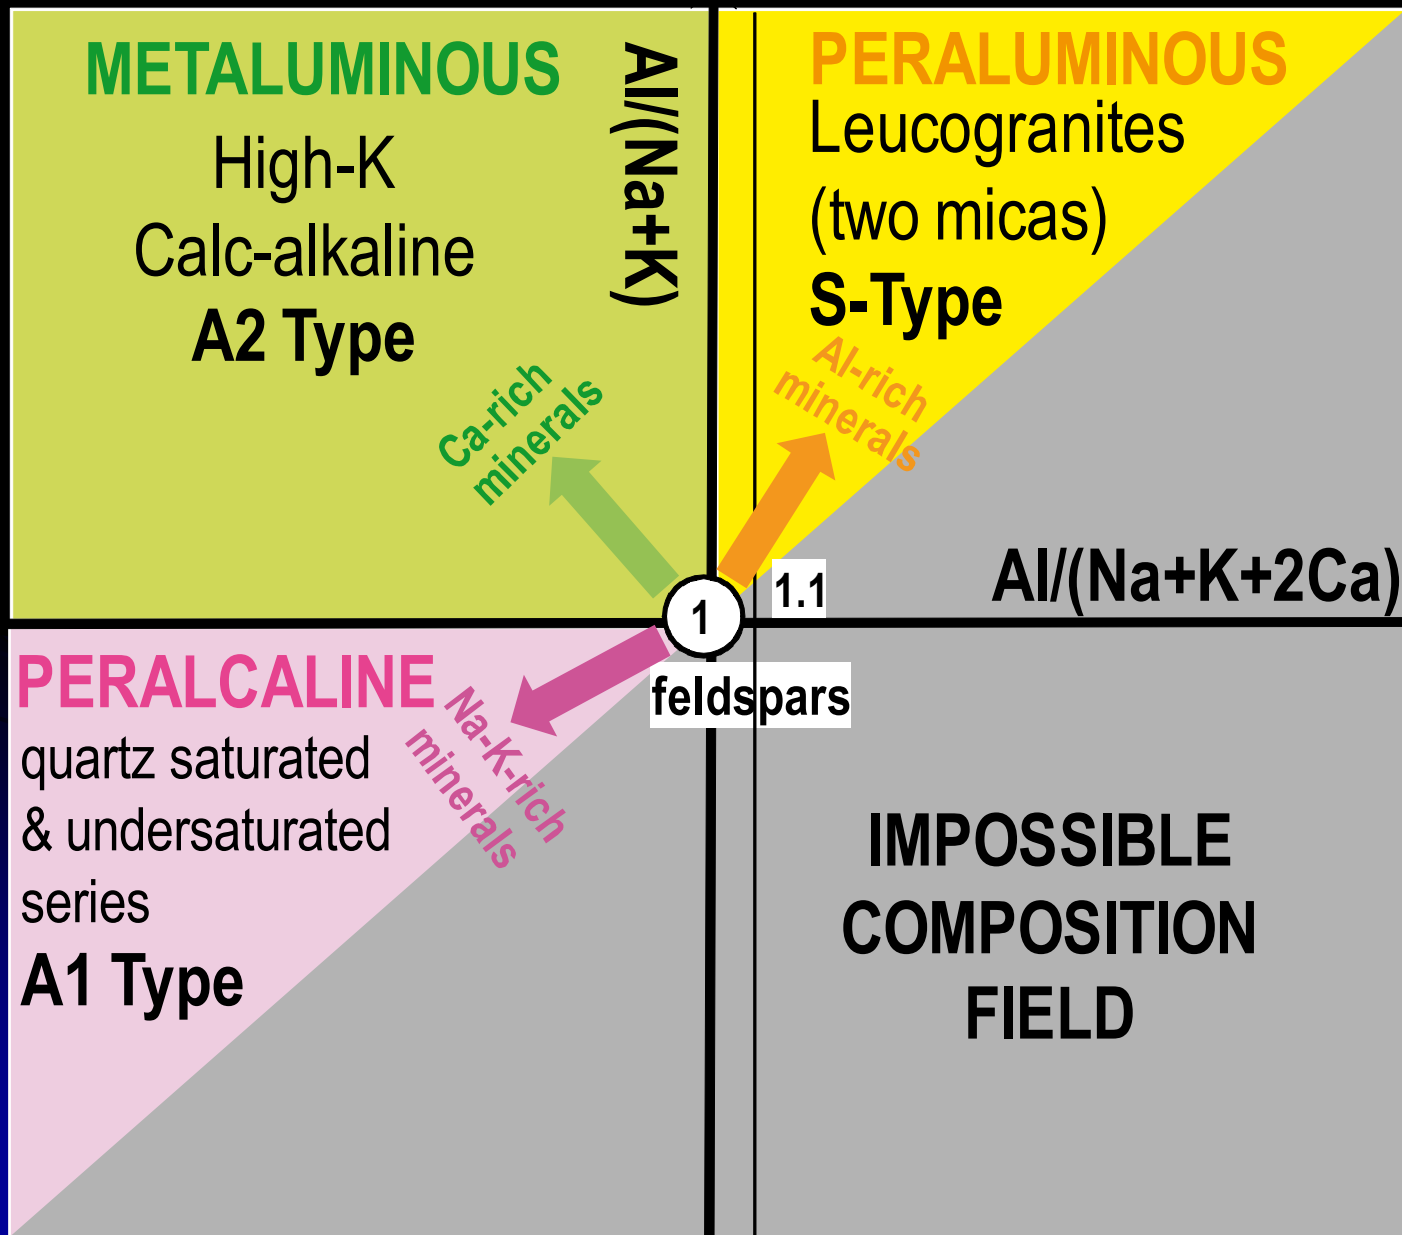 METALUMINOUS
High-K
Calc-alkaline
A2 Type
Ca-rich
minerals
Al/(Na+K)
PERALUMINOUS
Leucogranites
(two micas)
S-Type
Al-rich
minerals
1
1.1
Al/(Na+K+2Ca)
feldspars
PERALCALINE
quartz saturated
& undersaturated
series
A1 Type
Na-K-rich
minerals
IMPOSSIBLE
COMPOSITION
FIELD